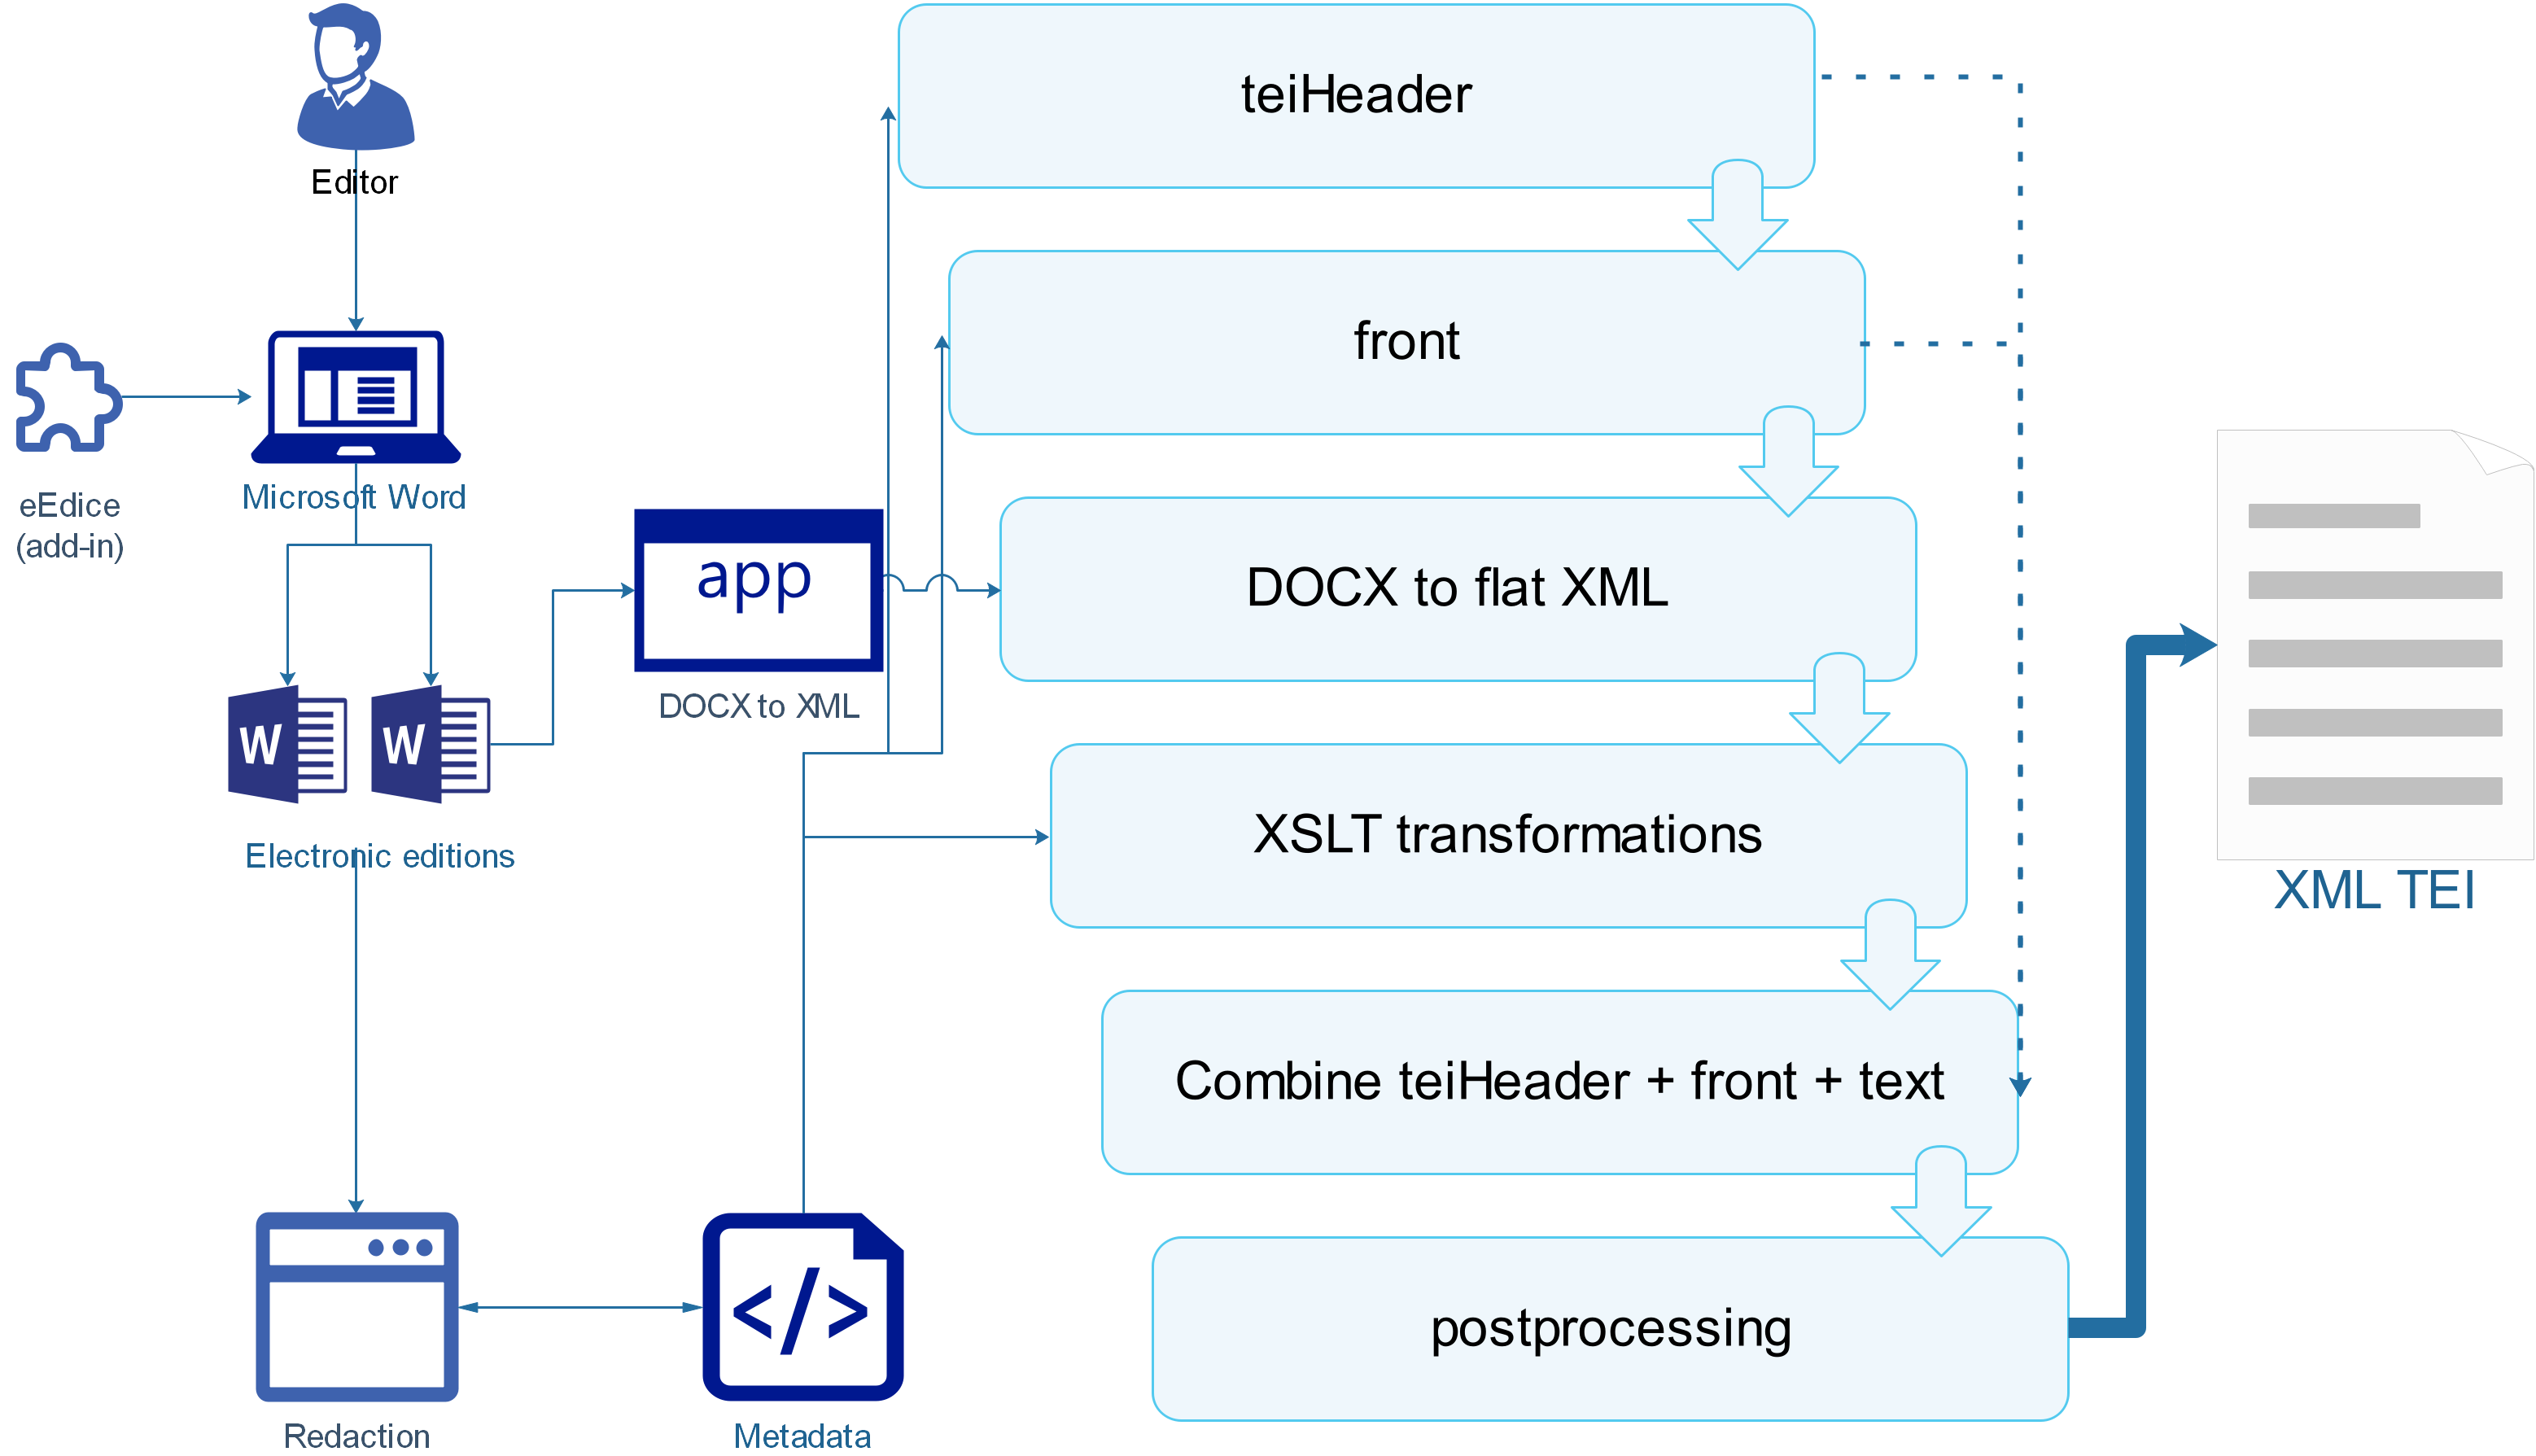 Editor
eEdice
(add-in)
Microsoft Word
W
W
Electronic editions
app
DOCX to XML
Redaction
</>
Metadata
teiHeader
front
DOCX to flat XML
XSLT transformations
Combine teiHeader + front + text
postprocessing
XML TEI